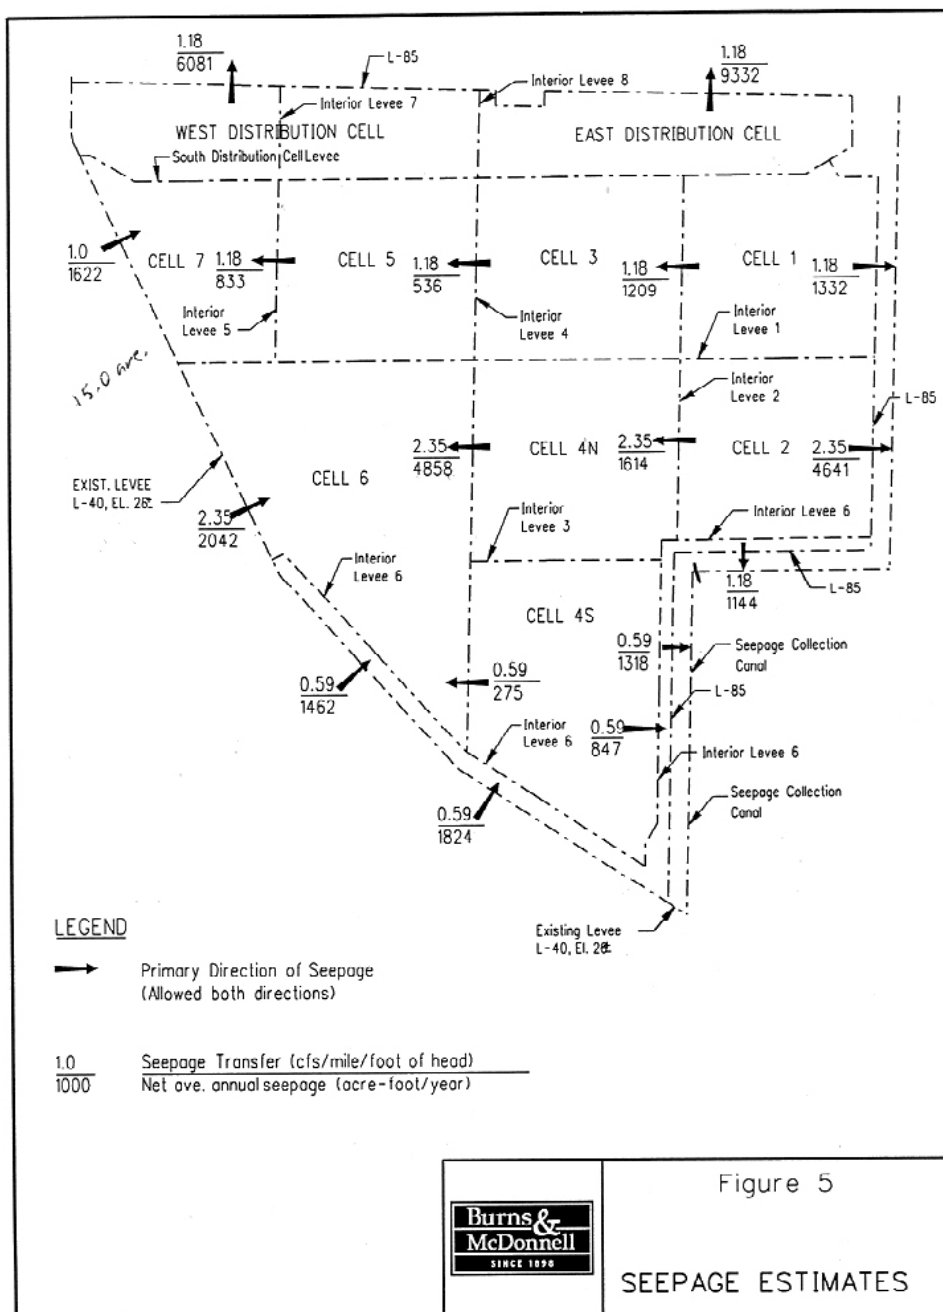 1.18
6081
L-85
1.18
9332
Interior Levee 8
Interior Levee 7
WEST DISTRIBUTION CELL
EAST DISTRIBUTION CELL
South Distribution Cell Levee
1.0
1622
CELL 7
1.18
833
CELL 5
1.18
536
CELL 3
1.18
1209
CELL 1
1.18
1332
Interior
Levee 5
Interior
Levee 4
Interior
Levee 1
15.0 ave.
Interior
Levee 2
L-85
EXIST. LEVEE
L-40, EL. 26±
CELL 6
2.35
4858
CELL 4N
2.35
1614
CELL 2
2.35
4641
2.35
2042
Interior
Levee 3
Interior Levee 6
Interior
Levee 6
1.18
1144
L-85
CELL 4S
0.59
1318
Seepage Collection
Canal
0.59
1462
0.59
275
L-85
Interior
Levee 6
0.59
847
Interior Levee 6
0.59
1824
Seepage Collection
Canal
Existing Levee
L-40, El. 26±
LEGEND
Primary Direction of Seepage
(Allowed both directions)
1.0 Seepage Transfer (cfs/mile/foot of head)
1000 Net ave. annual seepage (acre-foot/year)
Burns &
McDonnell
SINCE 1898
Figure 5
SEEPAGE ESTIMATES